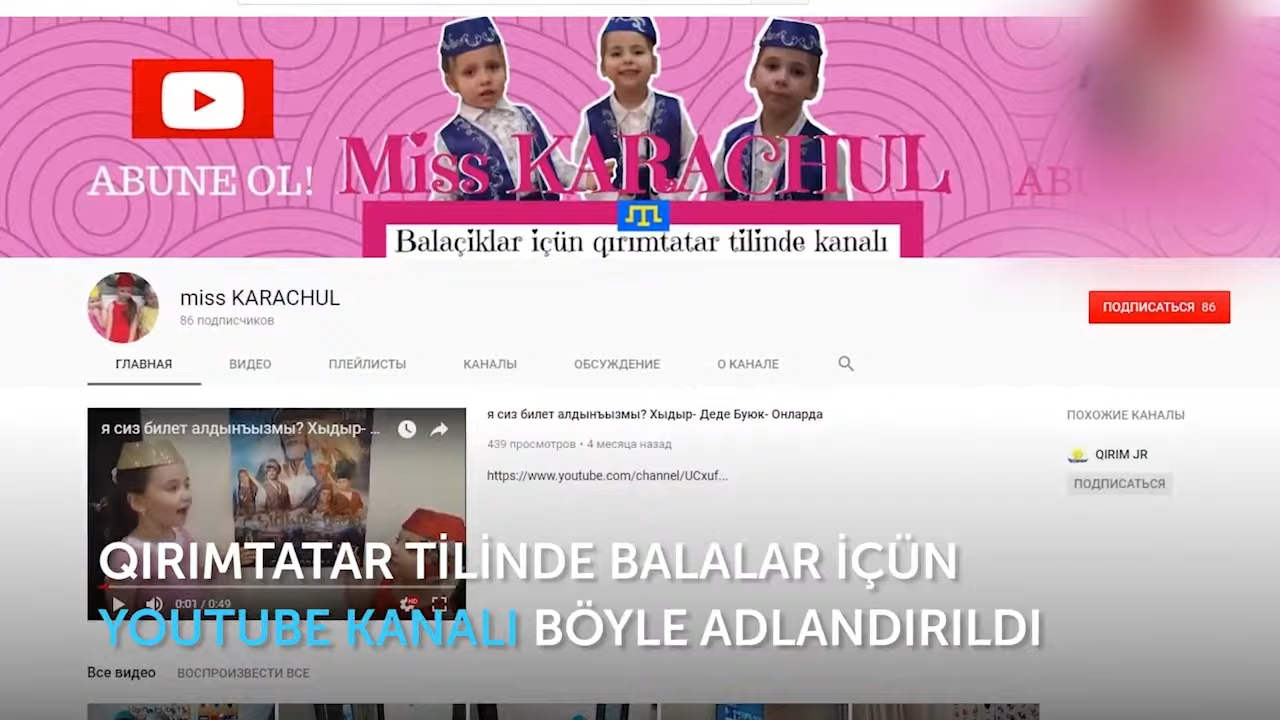 ABUNE OL!
Miss KARACHUL
Balaçiklar içün qırımtatar tilinde kanalı
miss KARACHUL
86 подписчиков
ПОДПИСАТЬСЯ 86
ГЛАВНАЯ ВИДЕО ПЛЕЙЛИСТЫ КАНАЛЫ ОБСУЖДЕНИЕ О КАНАЛЕ
я сиз билет алдынъызмы? Хыдыр- ...
я сиз билет алдынъызмы? Хыдыр- Деде Буюк- Онларда
439 просмотров • 4 месяца назад
https://www.youtube.com/channel/UCxuf...
ПОХОЖИЕ КАНАЛЫ
QIRIM JR
ПОДПИСАТЬСЯ
QIRIMTATAR TİLİNDE BALALAR İÇÜN
0:01 / 0:49
HD
YOUTUBE KANALI BÖYLE ADLANDIRILDI
Все видео ВОСПРОИЗВЕСТИ ВСЕ